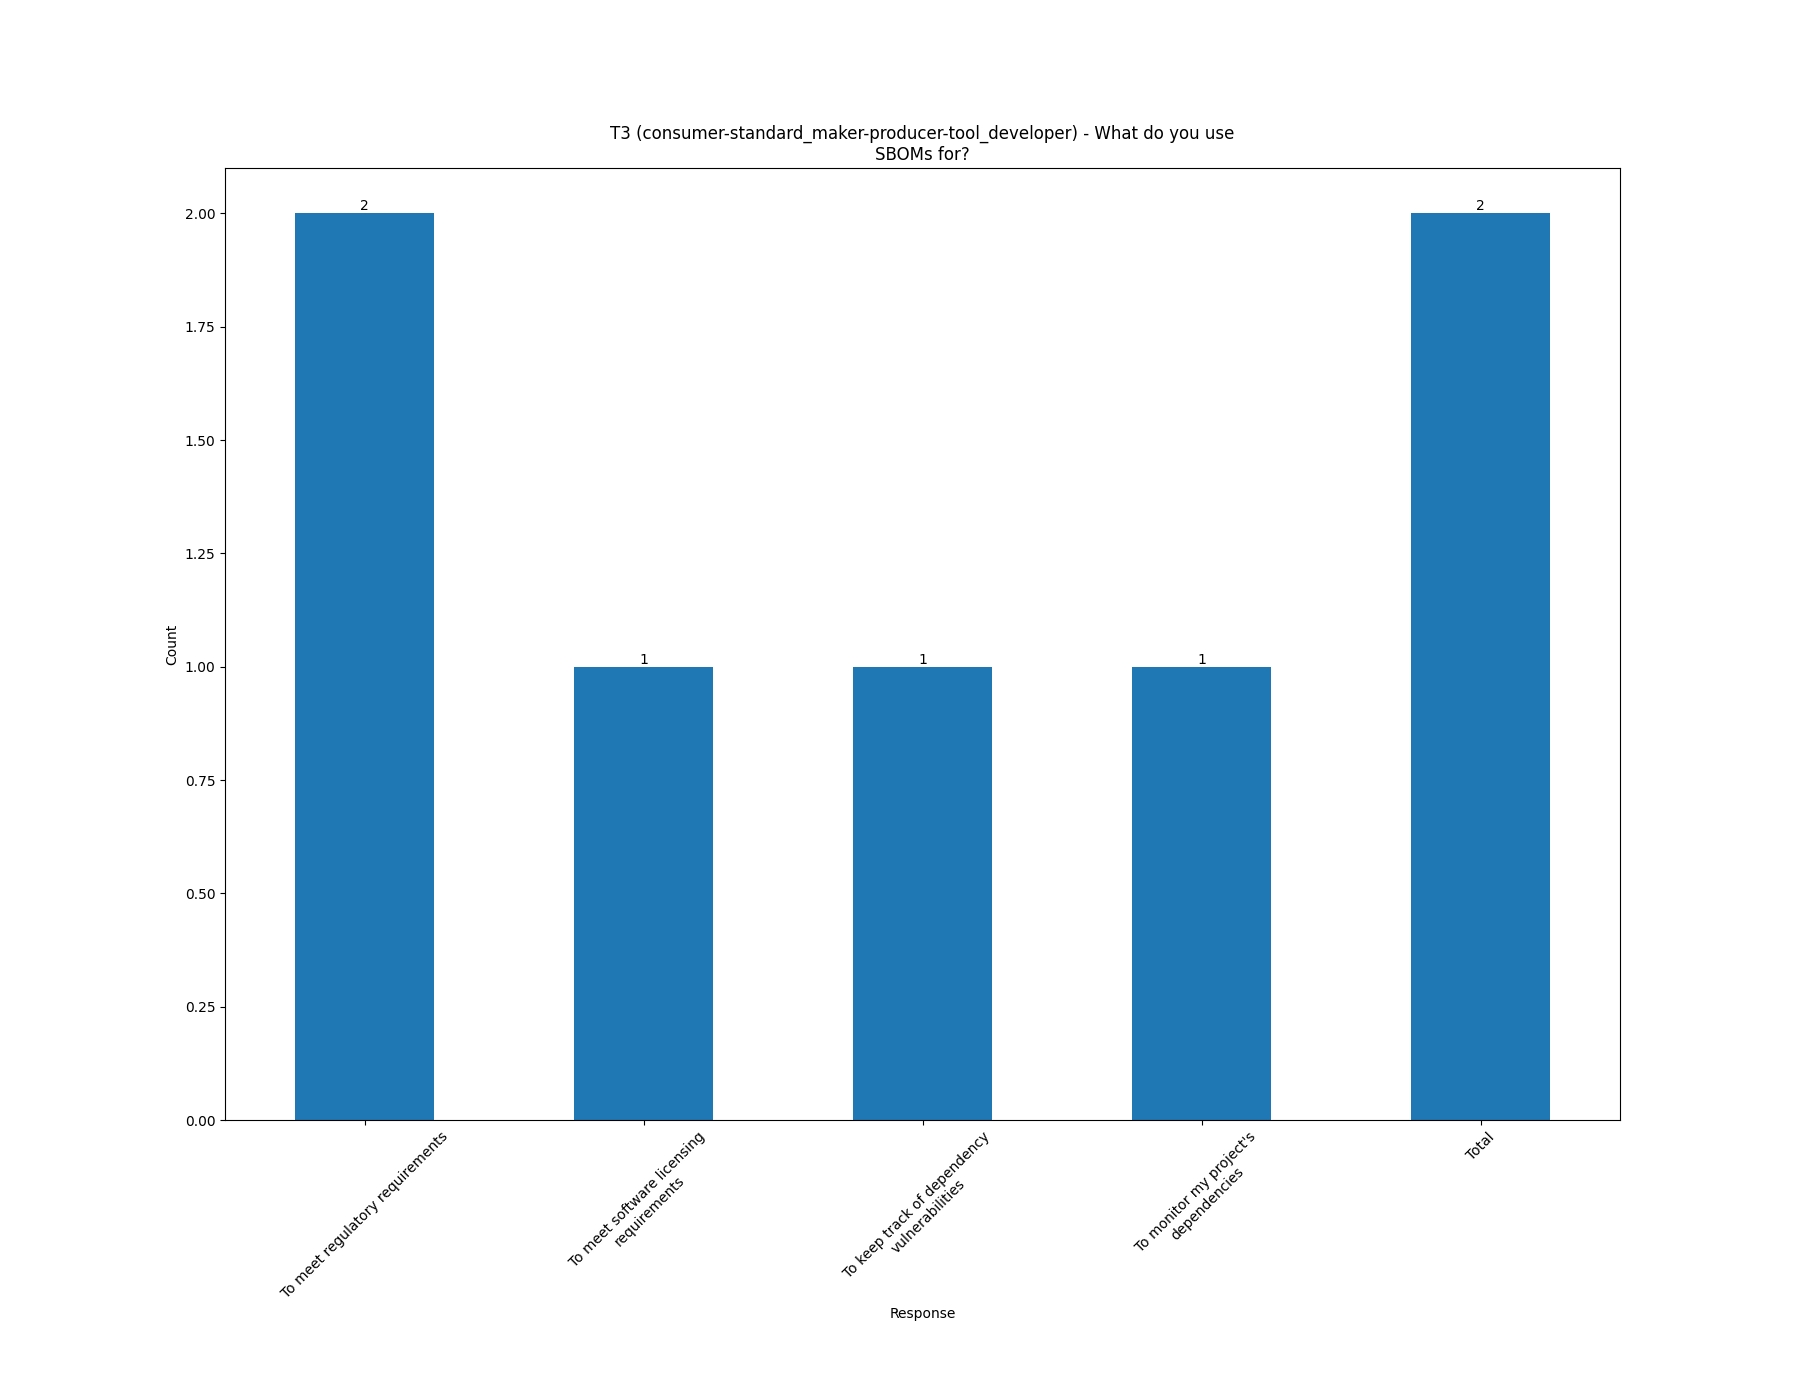 T3 (consumer-standard_maker-producer-tool_developer) - What do you use
SBOMs for?
2
1
1
1
2
2.00
1.75
1.50
1.25
1.00
0.75
0.50
0.25
0.00
Count
To meet regulatory requirements
To meet software licensing
requirements
To keep track of dependency
vulnerabilities
To monitor my project's
dependencies
Total
Response